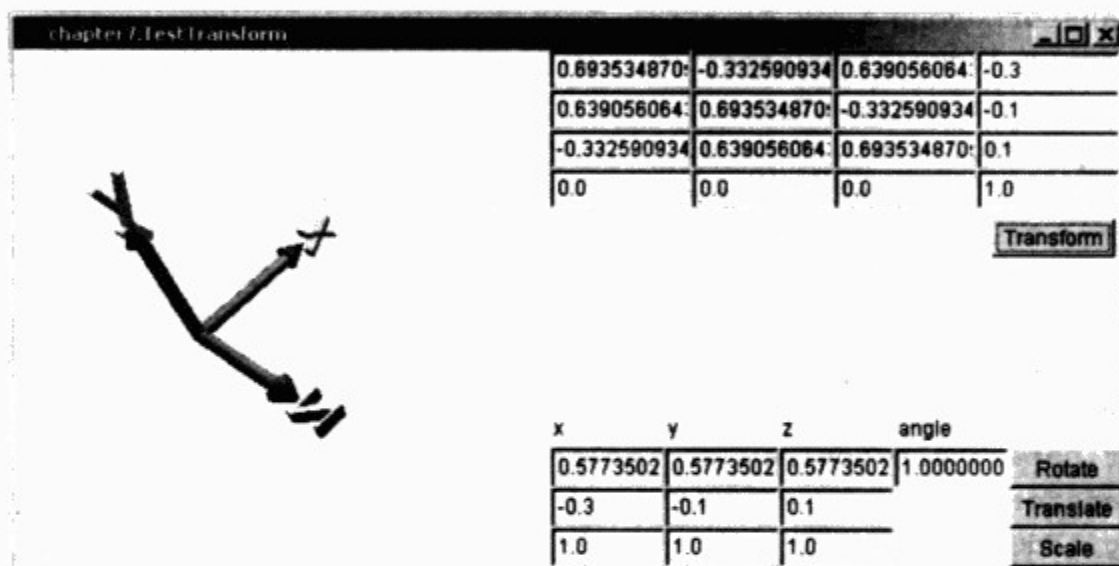 chapter7.TestTransform
0.693534870 -0.332590934 0.639056064 -0.3
0.639056064 0.693534870 -0.332590934 -0.1
-0.332590934 0.639056064 0.693534870 0.1
0.0 0.0 0.0 1.0
Transform
Y
X
Z
x y z angle
0.5773502 0.5773502 0.5773502 1.0000000 Rotate
-0.3 -0.1 0.1 Translate
1.0 1.0 1.0 Scale